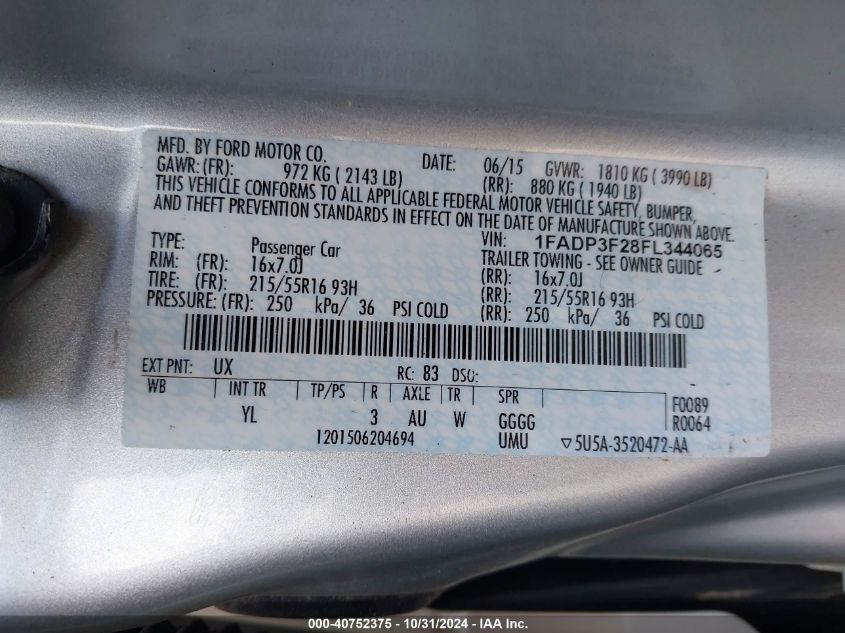 MFD. BY FORD MOTOR CO. DATE: 06/15 GVWR: 1810 KG ( 3990 LB)
GAWR: (FR): 972 KG ( 2143 LB) (RR): 880 KG ( 1940 LB)
THIS VEHICLE CONFORMS TO ALL APPLICABLE FEDERAL MOTOR VEHICLE SAFETY, BUMPER,
AND THEFT PREVENTION STANDARDS IN EFFECT ON THE DATE OF MANUFACTURE SHOWN ABOVE.
VIN: 1FADP3F28FL344065
TYPE: Passenger Car TRAILER TOWING - SEE OWNER GUIDE
RIM: (FR): 16x7.0J (RR): 16x7.0J
TIRE: (FR): 215/55R16 93H (RR): 215/55R16 93H
PRESSURE: (FR): 250 kPa/ 36 PSI COLD (RR): 250 kPa/ 36 PSI COLD
EXT PNT: UX RC: 83 DSO:
WB INT TR TP/PS R AXLE TR SPR F0089
YL 3 AU W GGGG R0064
1201506204694 UMU ▽5U5A-3520472-AA
000-40752375 - 10/31/2024 - IAA Inc.